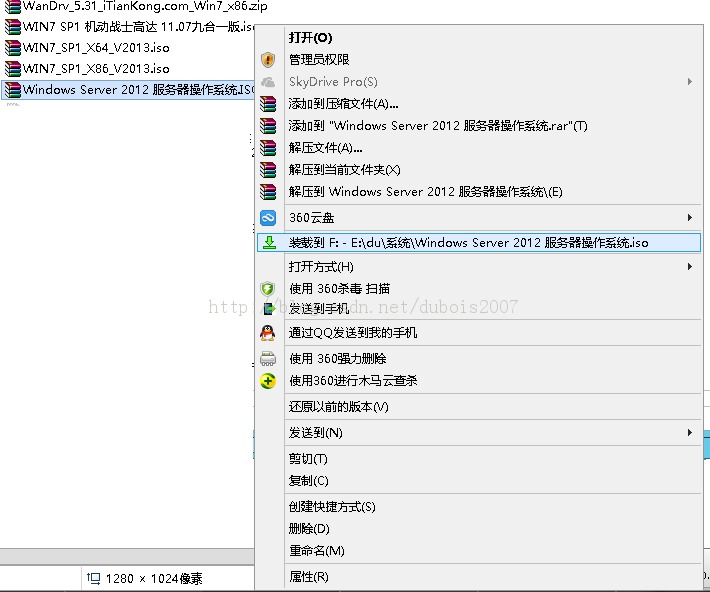 WanDrv_5.31_iTianKong.com_Win7_x86.zip
WIN7 SP1 机动战士高达 11.07九台一版.iso
WIN7_SP1_X64_V2013.iso
WIN7_SP1_X86_V2013.iso
Windows Server 2012 服务器操作系统.ISO
打开(O)
管理员权限
SkyDrive Pro(S)
添加到压缩文件(A)...
添加到 "Windows Server 2012 服务器操作系统.rar"(T)
解压文件(A)...
解压到当前文件夹(X)
解压到 Windows Server 2012 服务器操作系统\(E)
360云盘
装载到 F: - E:\du\系统\Windows Server 2012 服务器操作系统.iso
打开方式(H)
使用 360杀毒 扫描
发送到手机
通过QQ发送到我的手机
使用 360强力删除
使用360进行木马云查杀
还原以前的版本(V)
发送到(N)
剪切(T)
复制(C)
创建快捷方式(S)
删除(D)
重命名(M)
属性(R)
1280 × 1024像素